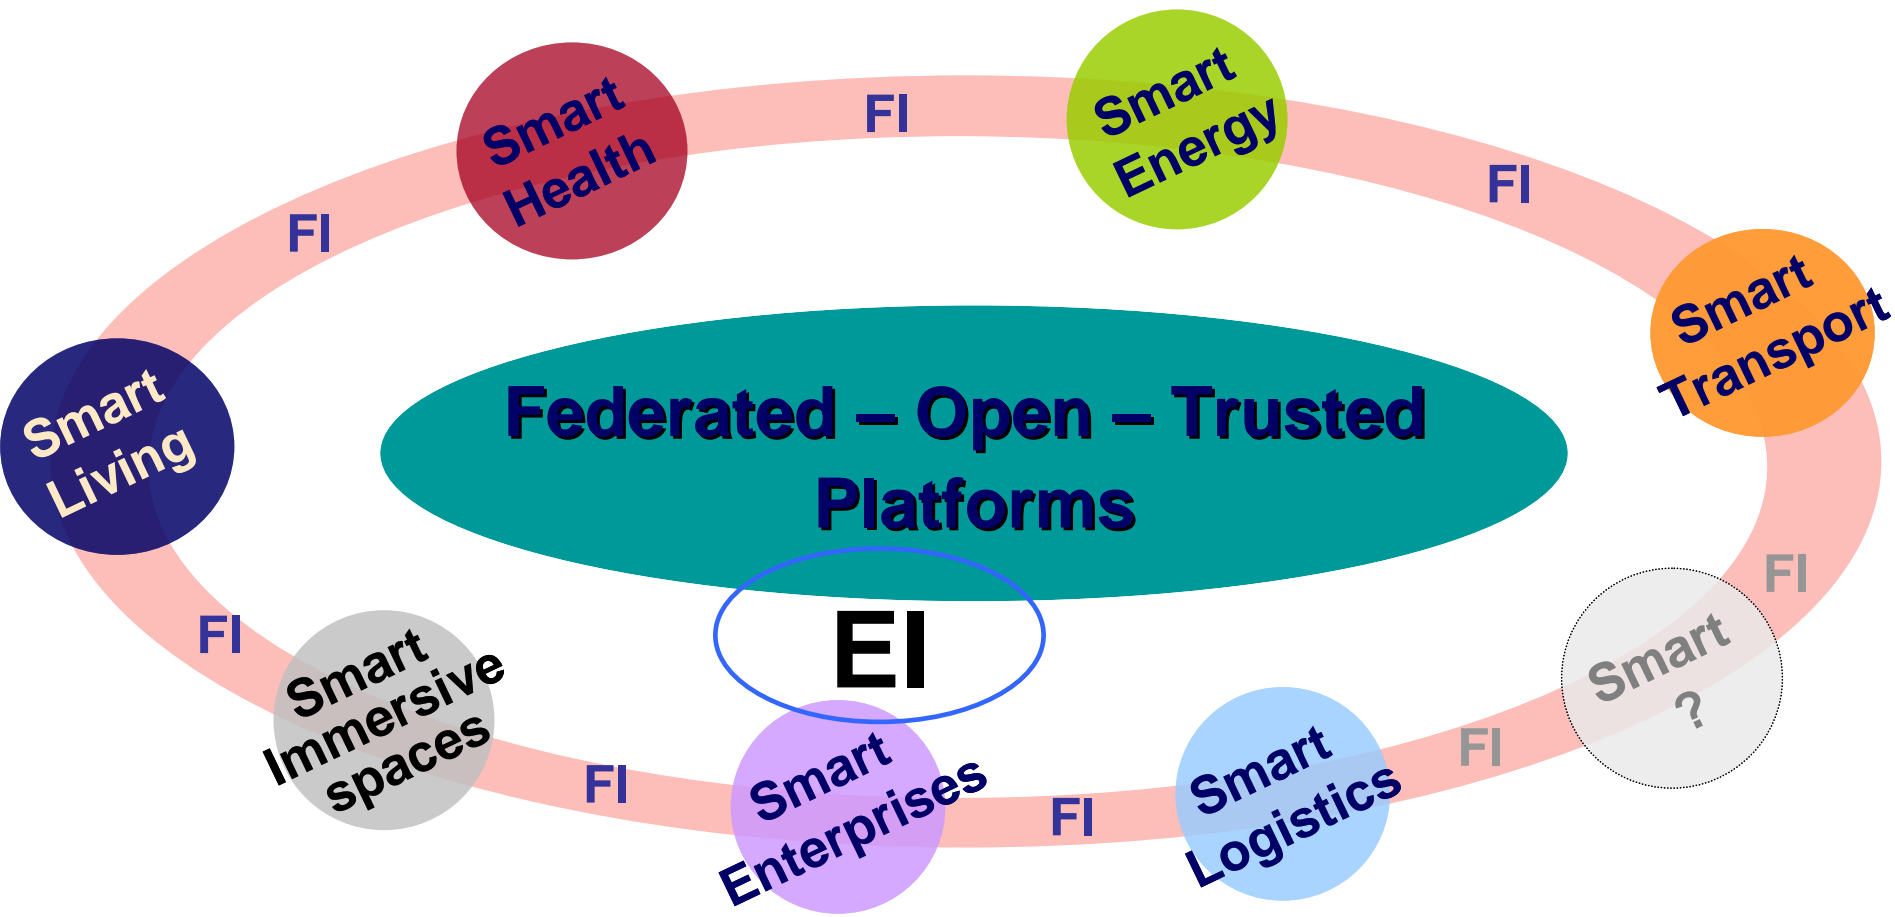 Smart
Energy
FI
Smart
Health
FI
FI
Smart
Transport
Smart
Living
Federated – Open – Trusted
Platforms
FI
EI
FI
Smart
?
Smart
Immersive
spaces
FI
Smart
Enterprises
FI
Smart
Logistics
FI